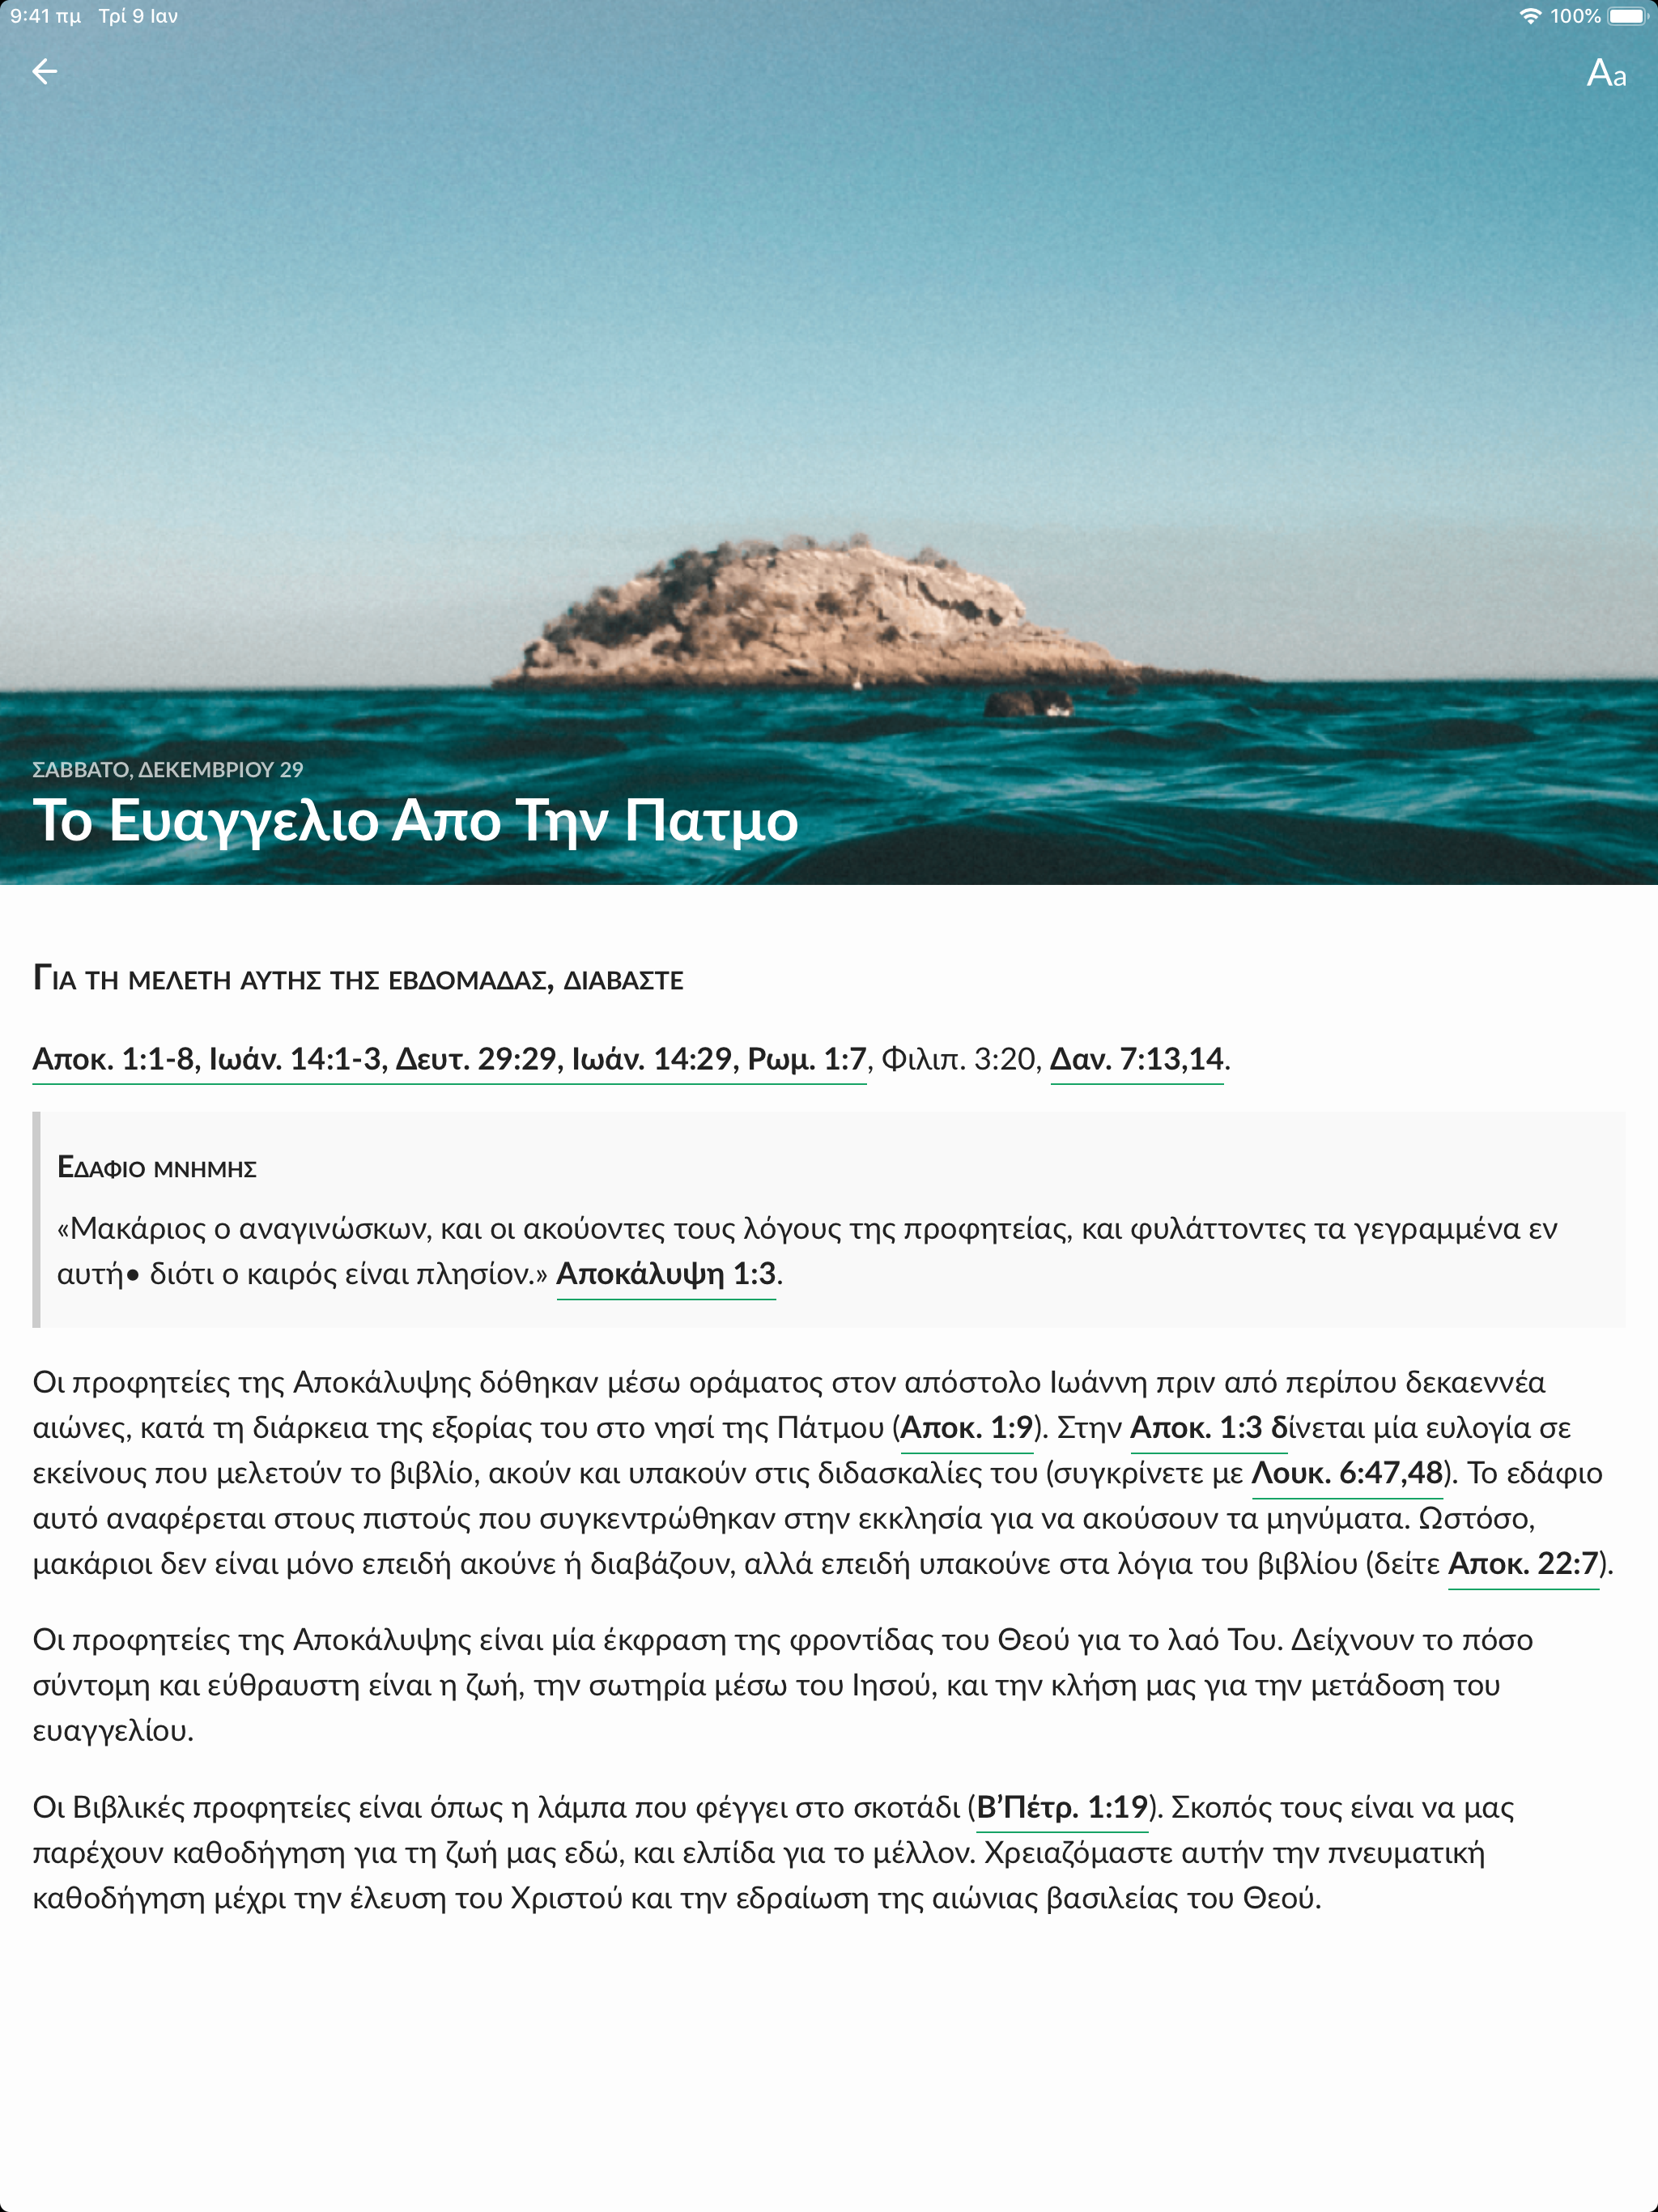 9:41 πμ Τρί 9 Ιαν 100%
Aa
ΣΑΒΒΑΤΟ, ΔΕΚΕΜΒΡΙΟΥ 29
Το Ευαγγελιο Απο Την Πατμο
Για τη μελετη αυτης της εβδομαδας, διαβαστε
Αποκ. 1:1-8, Ιωάν. 14:1-3, Δευτ. 29:29, Ιωάν. 14:29, Ρωμ. 1:7, Φιλιπ. 3:20, Δαν. 7:13,14.
Εδαφιο μνημης
«Μακάριος ο αναγινώσκων, και οι ακούοντες τους λόγους της προφητείας, και φυλάττοντες τα γεγραμμένα εν
αυτή• διότι ο καιρός είναι πλησίον.» Αποκάλυψη 1:3.
Οι προφητείες της Αποκάλυψης δόθηκαν μέσω οράματος στον απόστολο Ιωάννη πριν από περίπου δεκαεννέα
αιώνες, κατά τη διάρκεια της εξορίας του στο νησί της Πάτμου (Αποκ. 1:9). Στην Αποκ. 1:3 δίνεται μία ευλογία σε
εκείνους που μελετούν το βιβλίο, ακούν και υπακούν στις διδασκαλίες του (συγκρίνετε με Λουκ. 6:47,48). Το εδάφιο
αυτό αναφέρεται στους πιστούς που συγκεντρώθηκαν στην εκκλησία για να ακούσουν τα μηνύματα. Ωστόσο,
μακάριοι δεν είναι μόνο επειδή ακούνε ή διαβάζουν, αλλά επειδή υπακούνε στα λόγια του βιβλίου (δείτε Αποκ. 22:7).
Οι προφητείες της Αποκάλυψης είναι μία έκφραση της φροντίδας του Θεού για το λαό Του. Δείχνουν το πόσο
σύντομη και εύθραυστη είναι η ζωή, την σωτηρία μέσω του Ιησού, και την κλήση μας για την μετάδοση του
ευαγγελίου.
Οι Βιβλικές προφητείες είναι όπως η λάμπα που φέγγει στο σκοτάδι (Β’Πέτρ. 1:19). Σκοπός τους είναι να μας
παρέχουν καθοδήγηση για τη ζωή μας εδώ, και ελπίδα για το μέλλον. Χρειαζόμαστε αυτήν την πνευματική
καθοδήγηση μέχρι την έλευση του Χριστού και την εδραίωση της αιώνιας βασιλείας του Θεού.